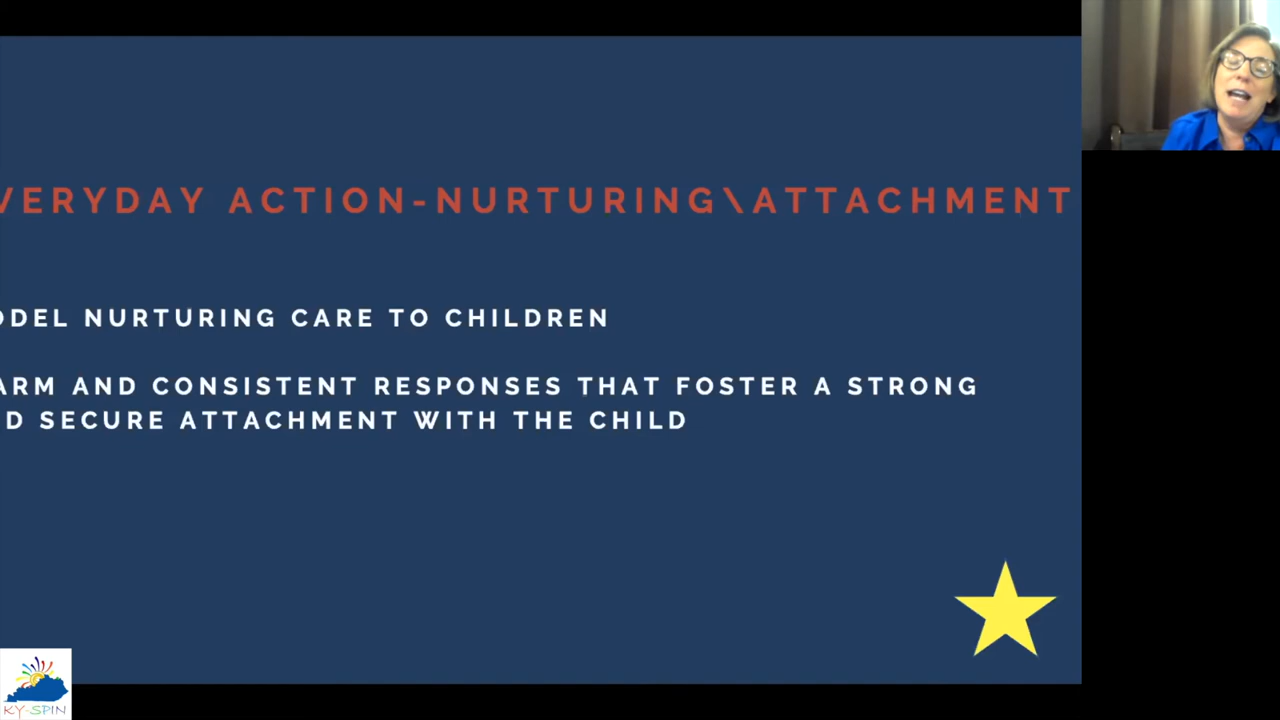 VERYDAY ACTION-NURTURING\ATTACHMENT
ODEL NURTURING CARE TO CHILDREN
ARM AND CONSISTENT RESPONSES THAT FOSTER A STRONG
D SECURE ATTACHMENT WITH THE CHILD
KY-SPIN